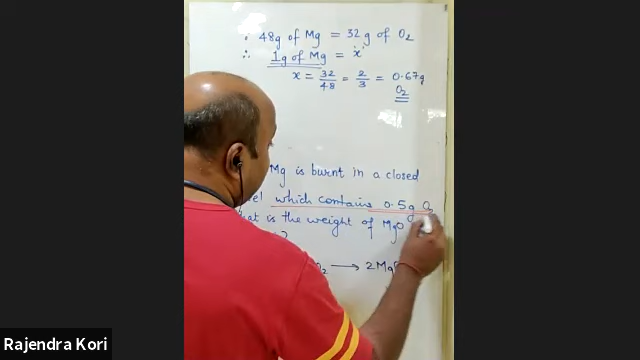 ∴ 48g of Mg = 32 g of O₂
∴ 1g of Mg = 'x'
x = 32/48 = 2/3 = 0.67g
O₂
Mg is burnt in a closed
which contains 0.5g O₂
is the weight of MgO
O₂ ⟶ 2Mg
Rajendra Kori